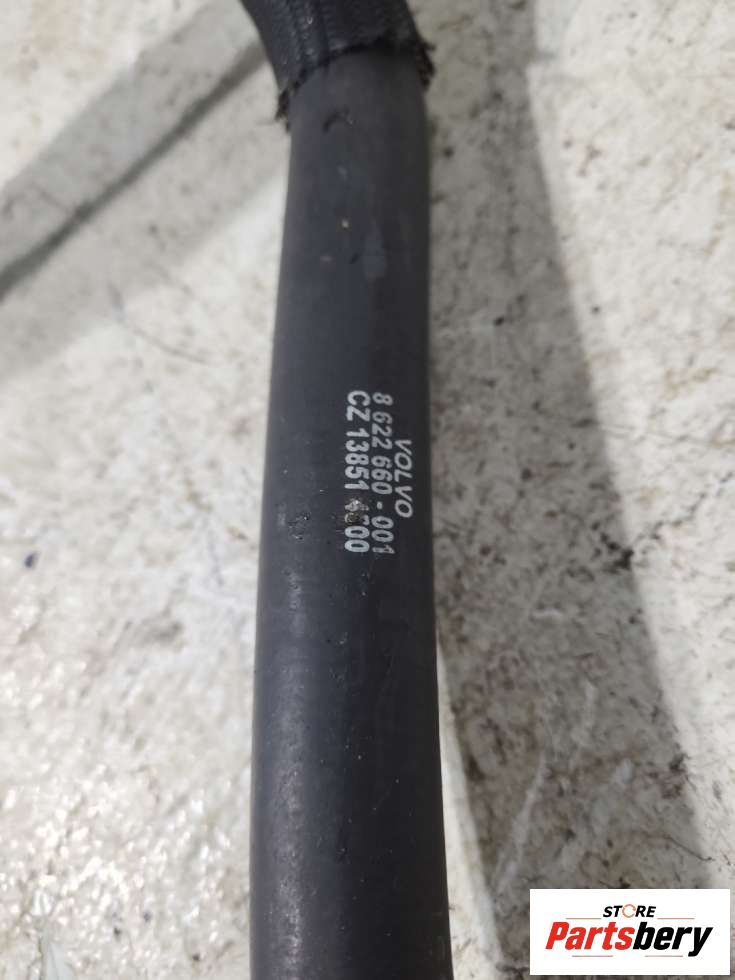 VOLVO
8 622 660 - 001
CZ 13851
STORE
Partsbery